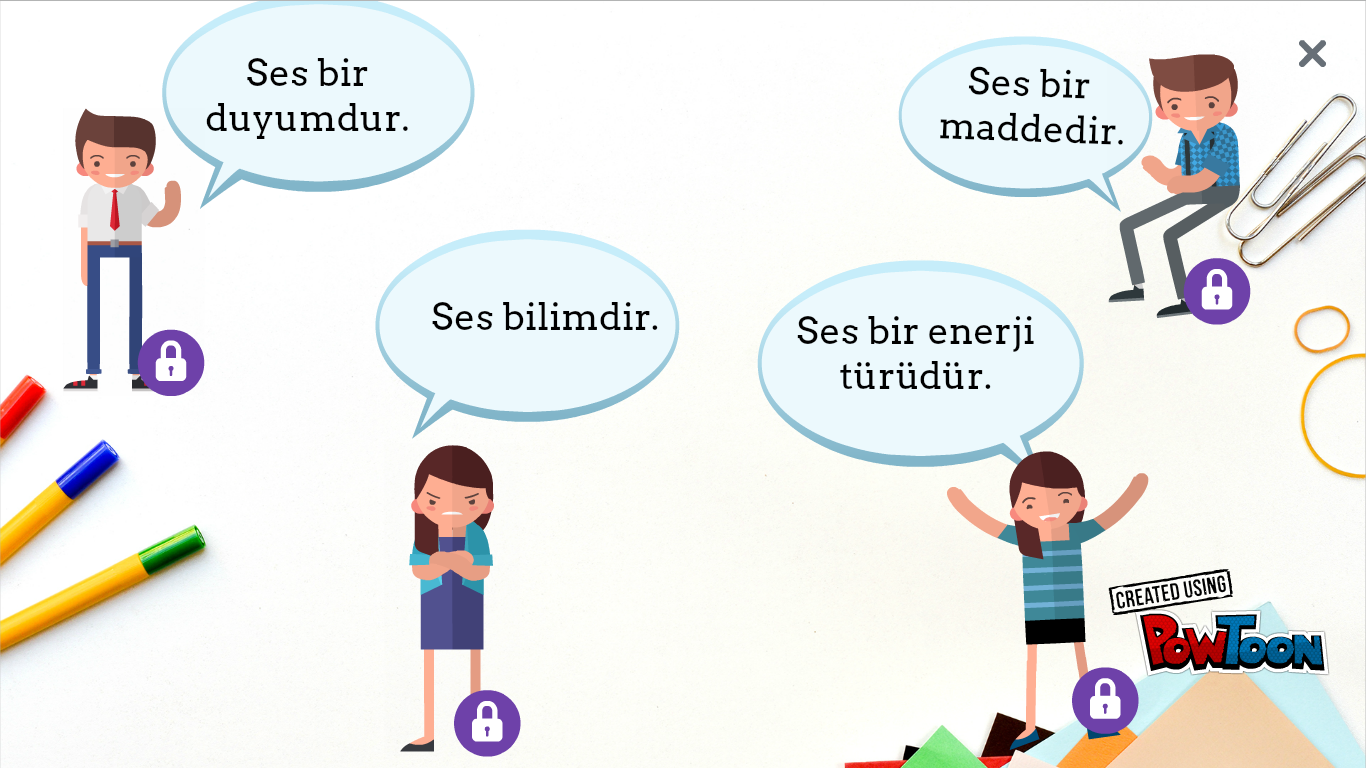 Ses bir
duyumdur.
Ses bir
maddedir.
Ses bilimdir.
Ses bir enerji
türüdür.
CREATED USING
POWTOON